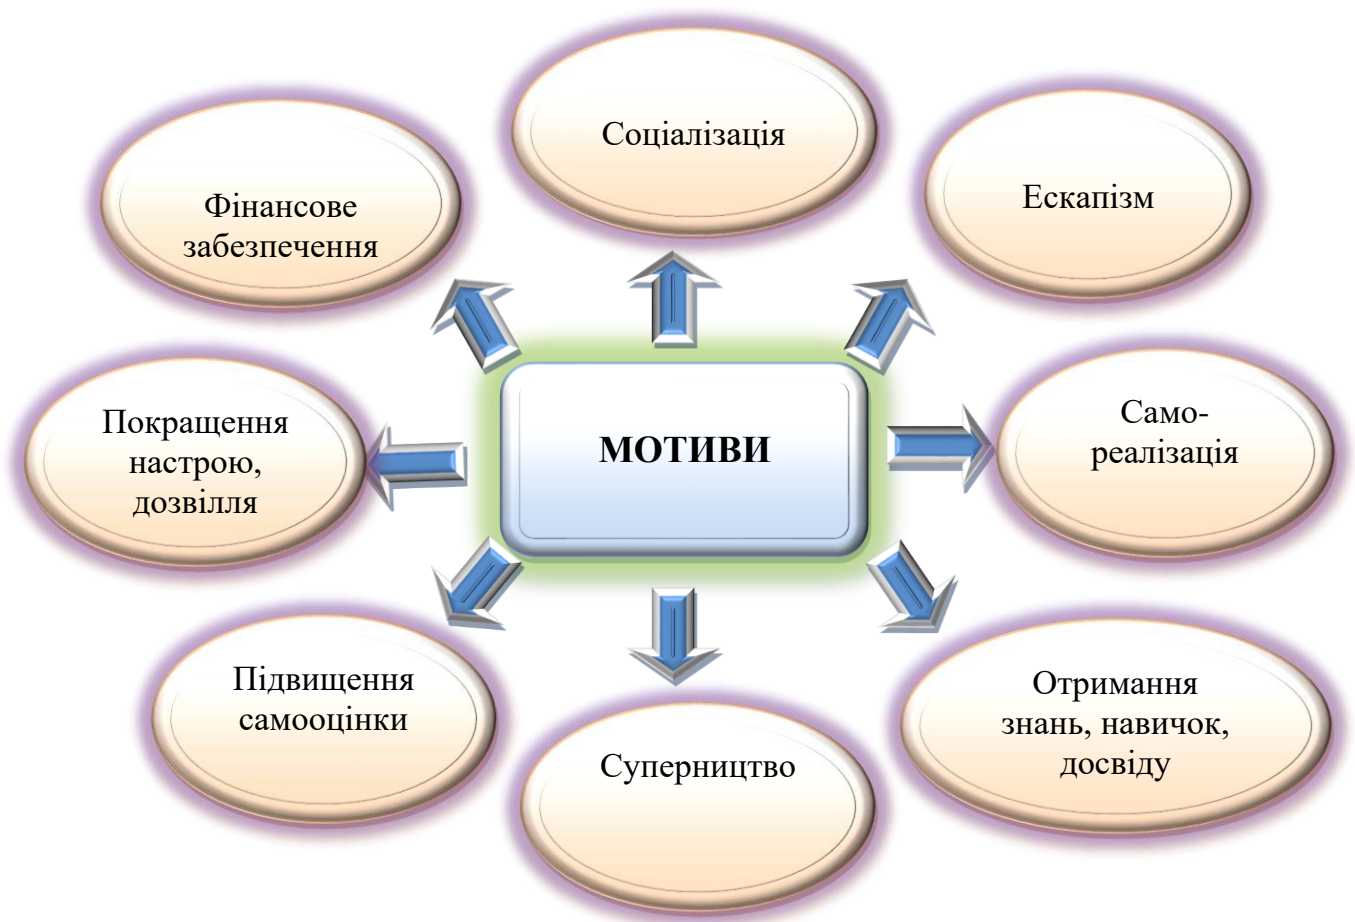 Соціалізація
Фінансове
забезпечення
Ескапізм
Покращення
настрою,
дозвілля
МОТИВИ
Само-
реалізація
Підвищення
самооцінки
Суперництво
Отримання
знань, навичок,
досвіду